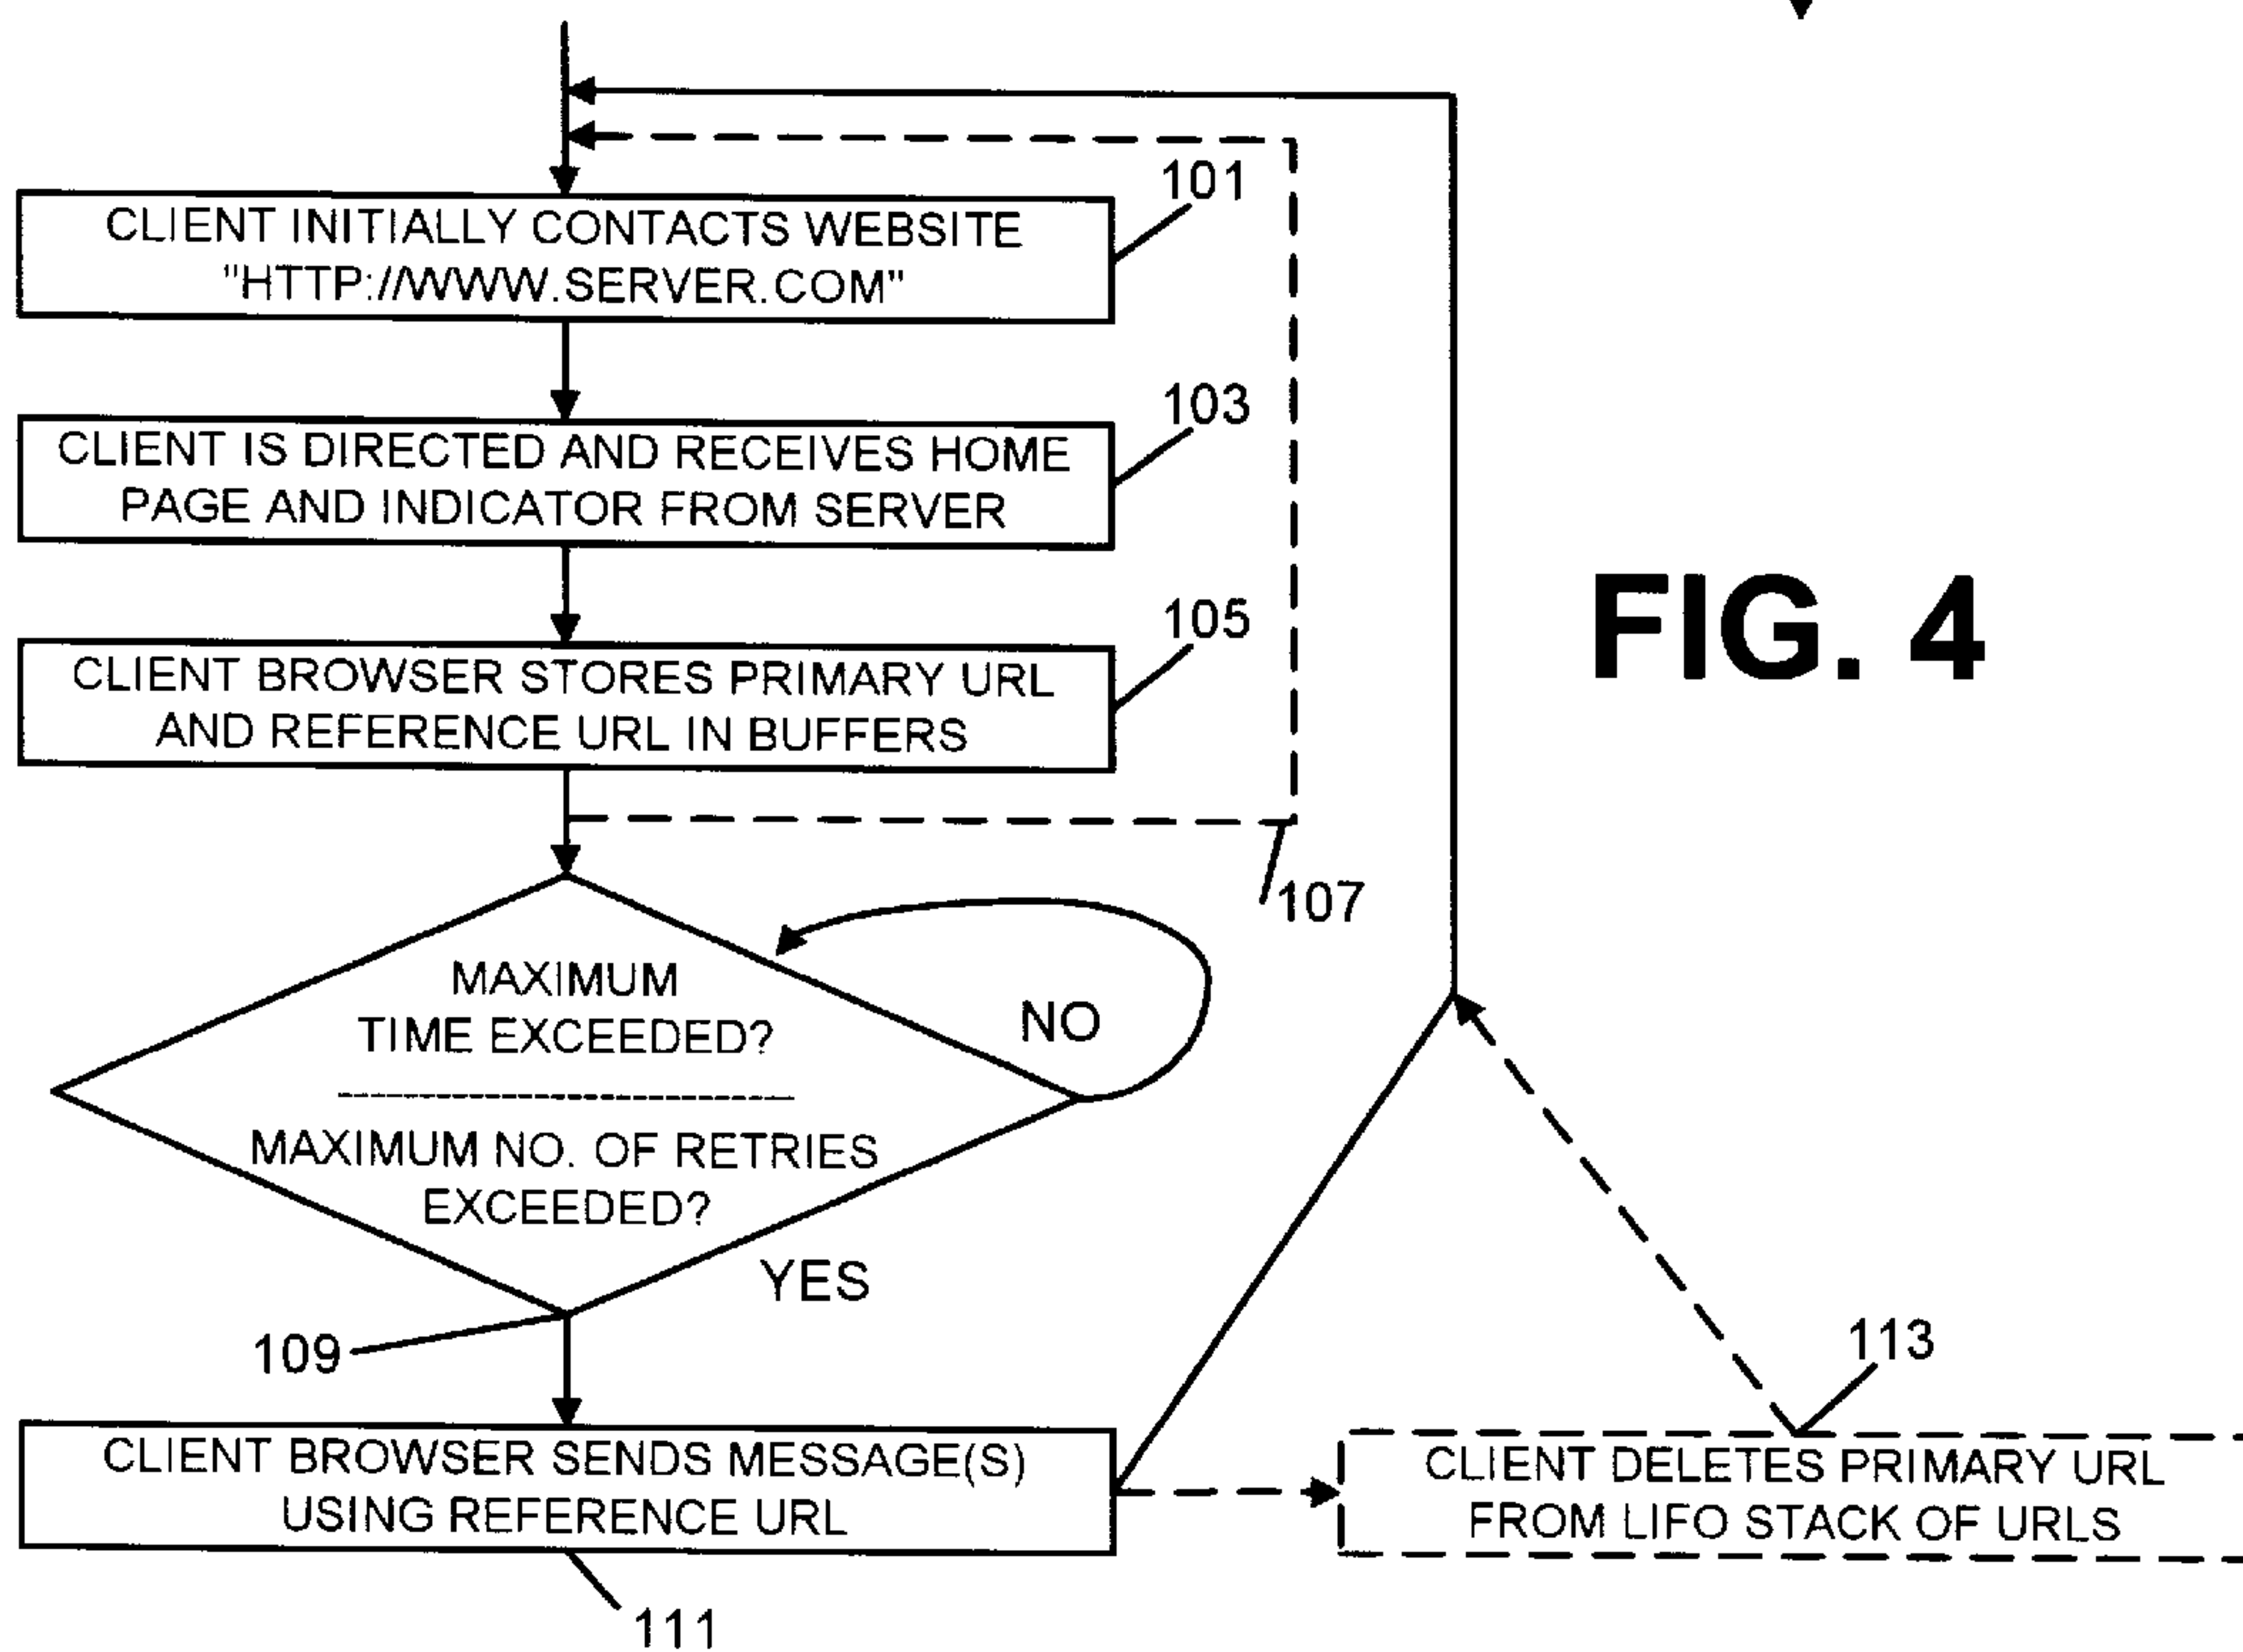 101
CLIENT INITIALLY CONTACTS WEBSITE
"HTTP://WWW.SERVER.COM"
103
CLIENT IS DIRECTED AND RECEIVES HOME
PAGE AND INDICATOR FROM SERVER
FIG. 4
105
CLIENT BROWSER STORES PRIMARY URL
AND REFERENCE URL IN BUFFERS
107
MAXIMUM
TIME EXCEEDED?
NO
MAXIMUM NO. OF RETRIES
EXCEEDED?
YES
109
113
CLIENT BROWSER SENDS MESSAGE(S)
USING REFERENCE URL
CLIENT DELETES PRIMARY URL
FROM LIFO STACK OF URLS
111